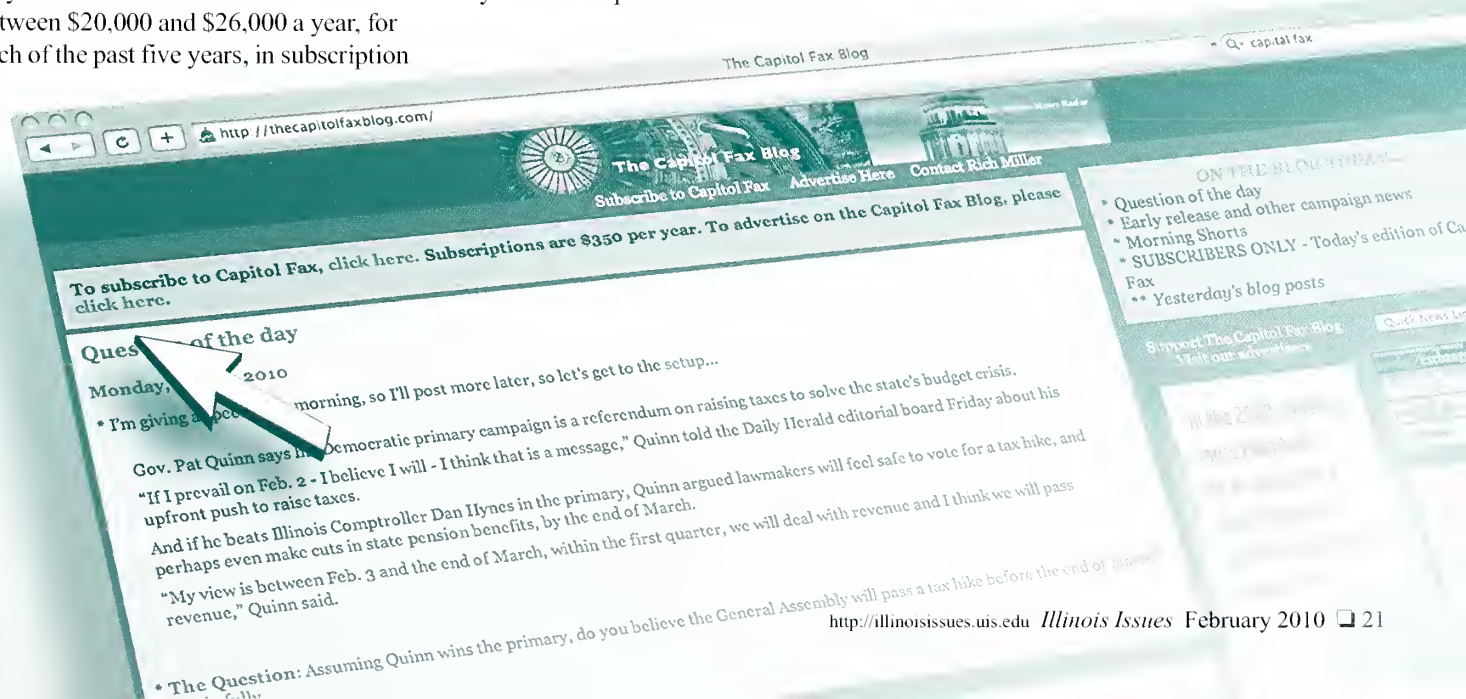 tween $20,000 and $26,000 a year, for
ch of the past five years, in subscription
The Capitol Fax Blog
capital fax
http://thecapitolfaxblog.com/
The Capitol Fax Blog
Subscribe to Capitol Fax Advertise Here Contact Rich Miller
To subscribe to Capitol Fax, click here. Subscriptions are $350 per year. To advertise on the Capitol Fax Blog, please
click here.
Ques of the day
Monday, 2010
* I'm giving a morning, so I'll post more later, so let's get to the setup...
Gov. Pat Quinn says Democratic primary campaign is a referendum on raising taxes to solve the state's budget crisis.
"If I prevail on Feb. 2 - I believe I will - I think that is a message," Quinn told the Daily Herald editorial board Friday about his
upfront push to raise taxes.
And if he beats Illinois Comptroller Dan Hynes in the primary, Quinn argued lawmakers will feel safe to vote for a tax hike, and
perhaps even make cuts in state pension benefits, by the end of March.
"My view is between Feb. 3 and the end of March, within the first quarter, we will deal with revenue and I think we will pass
revenue," Quinn said.
* The Question: Assuming Quinn wins the primary, do you believe the General Assembly will pass a tax hike before the end of
ON THE BLOG TODAY...
* Question of the day
* Early release and other campaign news
* Morning Shorts
* SUBSCRIBERS ONLY - Today's edition of Ca
Fax
** Yesterday's blog posts
Support The Capitol Fax Blog
Visit our advertisers
http://illinoisissues.uis.edu Illinois Issues February 2010 ❏ 21